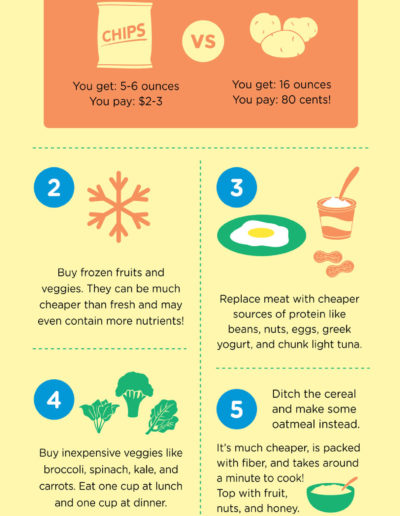 CHIPS
VS
You get: 5-6 ounces
You pay: $2-3
You get: 16 ounces
You pay: 80 cents!
2
Buy frozen fruits and
veggies. They can be much
cheaper than fresh and may
even contain more nutrients!
3
Replace meat with cheaper
sources of protein like
beans, nuts, eggs, greek
yogurt, and chunk light tuna.
4
Buy inexpensive veggies like
broccoli, spinach, kale, and
carrots. Eat one cup at lunch
and one cup at dinner.
5
Ditch the cereal
and make some
oatmeal instead.
It's much cheaper, is packed
with fiber, and takes around
a minute to cook!
Top with fruit,
nuts, and honey.